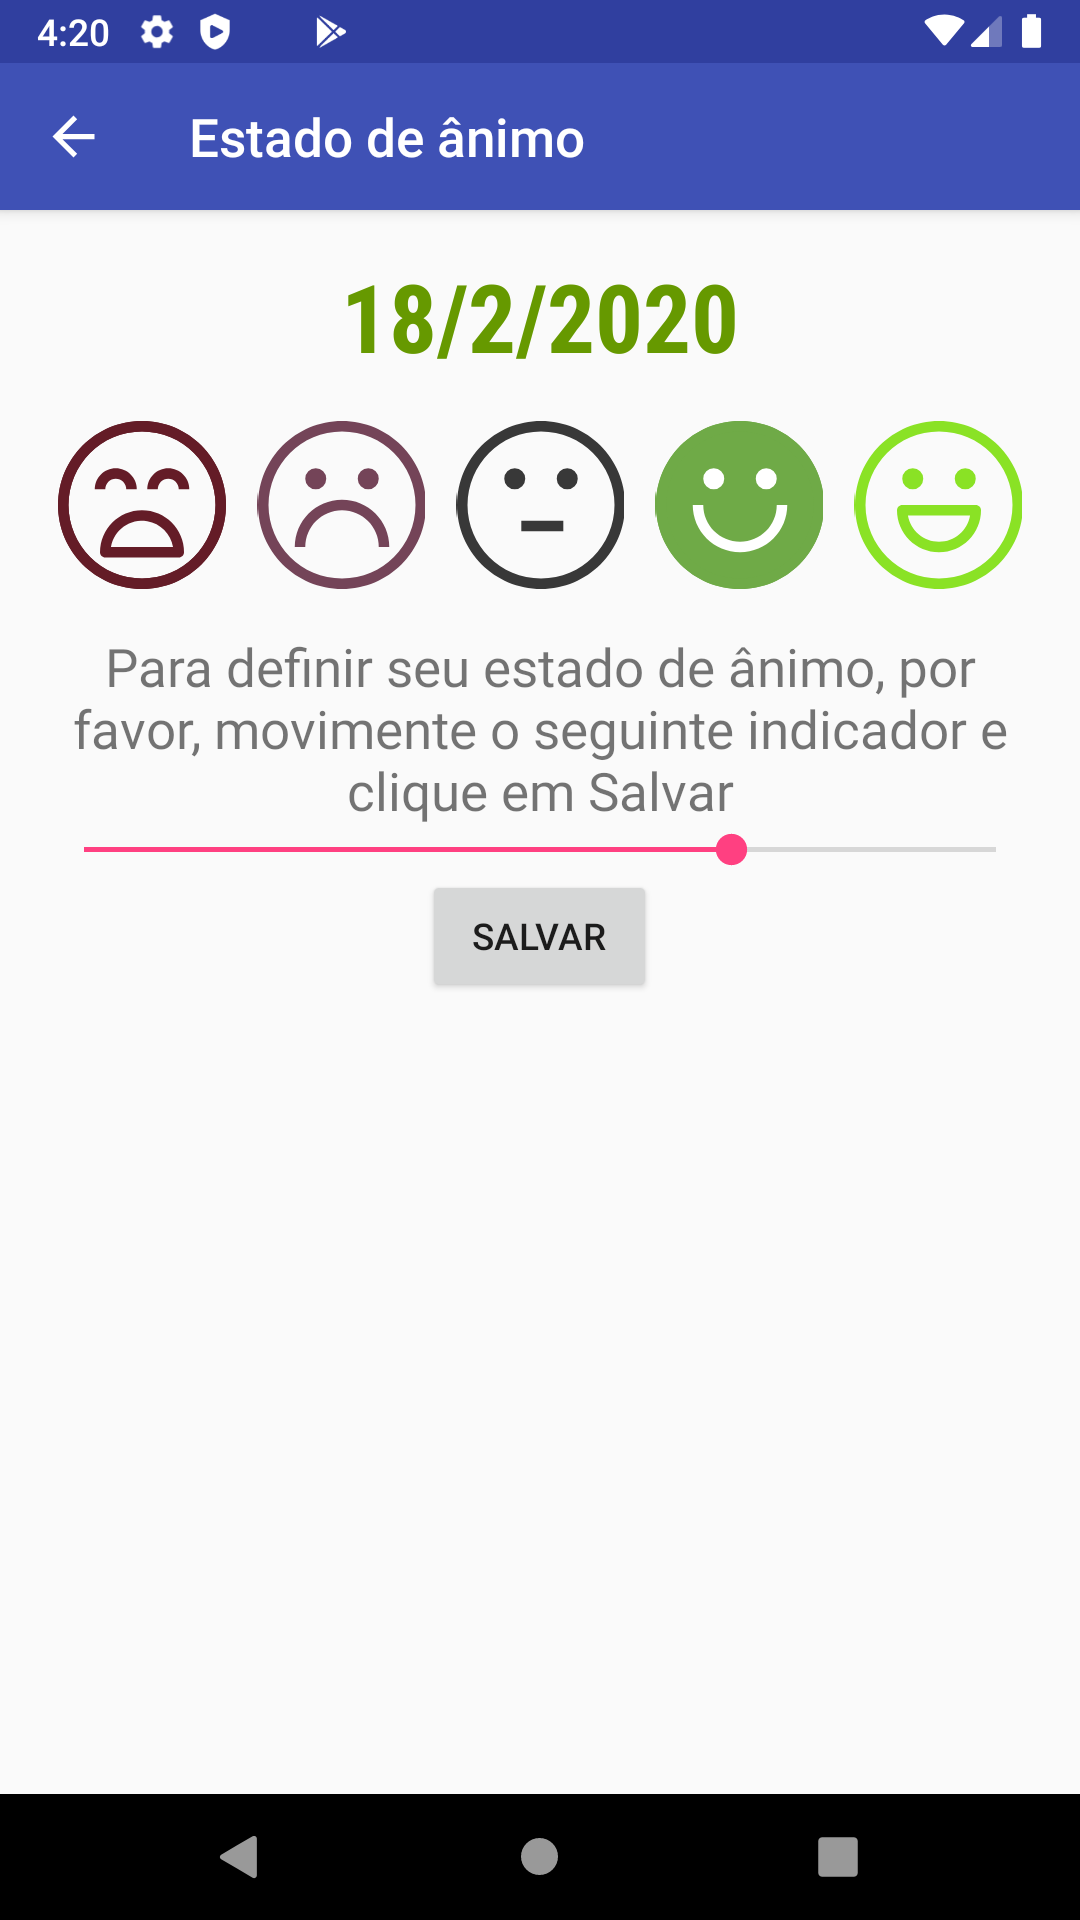 4:20
Estado de ânimo
18/2/2020
Para definir seu estado de ânimo, por
favor, movimente o seguinte indicador e
clique em Salvar
SALVAR